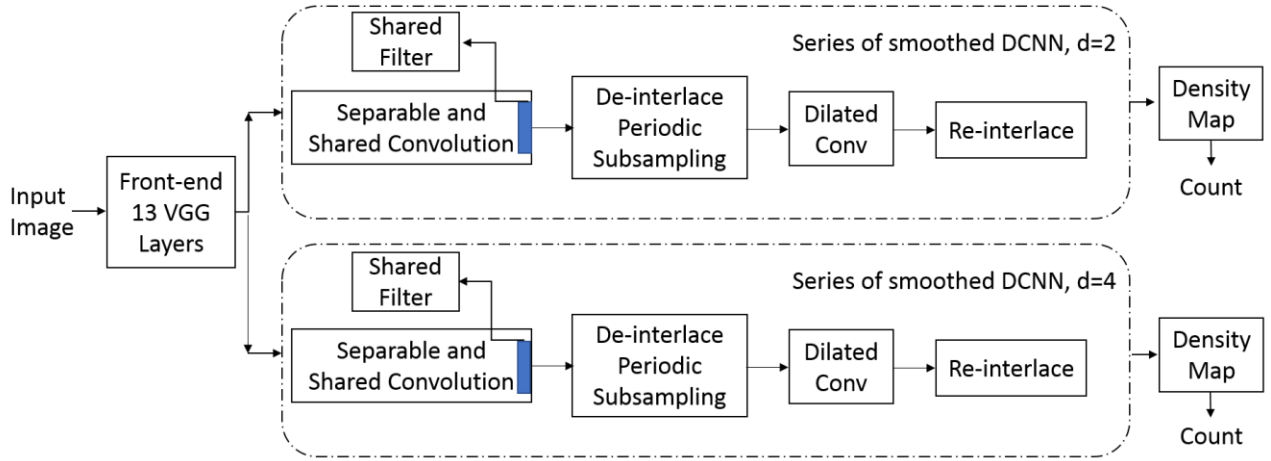 Input
Image
Front-end
13 VGG
Layers
Shared
Filter
Series of smoothed DCNN, d=2
Separable and
Shared Convolution
De-interlace
Periodic
Subsampling
Dilated
Conv
Re-interlace
Density
Map
Count
Shared
Filter
Series of smoothed DCNN, d=4
Separable and
Shared Convolution
De-interlace
Periodic
Subsampling
Dilated
Conv
Re-interlace
Density
Map
Count